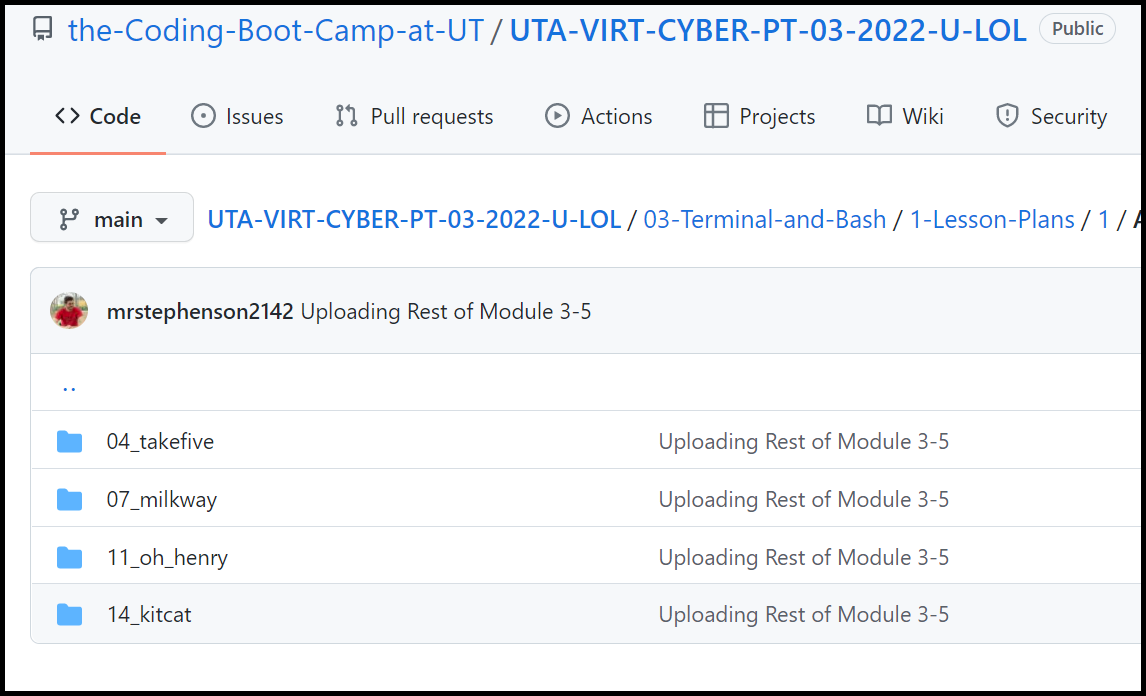 the-Coding-Boot-Camp-at-UT / UTA-VIRT-CYBER-PT-03-2022-U-LOL Public
Code Issues Pull requests Actions Projects Wiki Security
main UTA-VIRT-CYBER-PT-03-2022-U-LOL / 03-Terminal-and-Bash / 1-Lesson-Plans / 1 /
mrstephenson2142 Uploading Rest of Module 3-5
..
04_takefive Uploading Rest of Module 3-5
07_milkway Uploading Rest of Module 3-5
11_oh_henry Uploading Rest of Module 3-5
14_kitcat Uploading Rest of Module 3-5